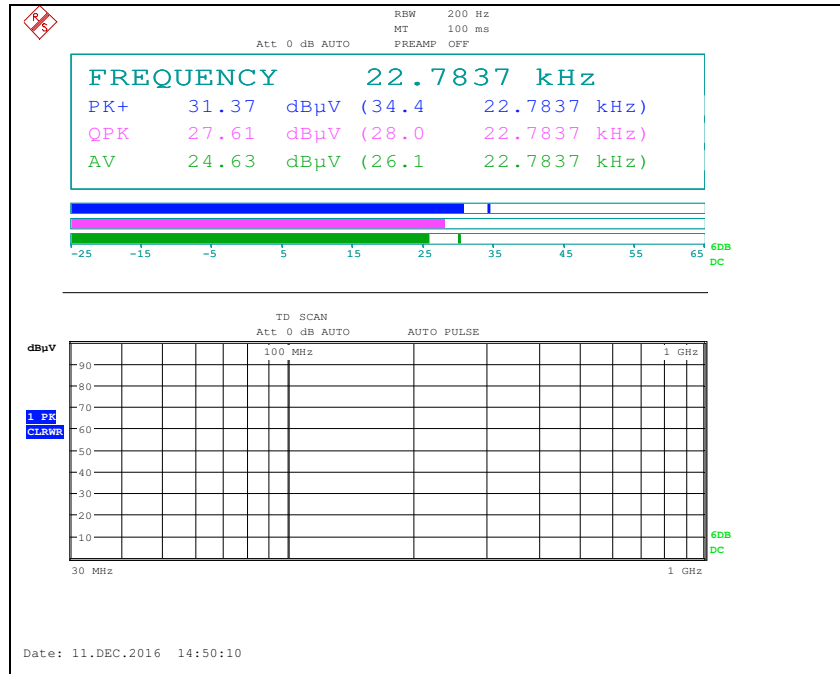 R S
RBW 200 Hz
MT 100 ms
Att 0 dB AUTO PREAMP OFF
FREQUENCY 22.7837 kHz
PK+ 31.37 dBµV (34.4 22.7837 kHz)
QPK 27.61 dBµV (28.0 22.7837 kHz)
AV 24.63 dBµV (26.1 22.7837 kHz)
-25 -15 -5 5 15 25 35 45 55 65
6DB
DC
TD SCAN
Att 0 dB AUTO AUTO PULSE
dBµV
100 MHz 1 GHz
90
80
70
1 PK
CLRWR
60
50
40
30
20
10
6DB
DC
30 MHz 1 GHz
Date: 11.DEC.2016 14:50:10